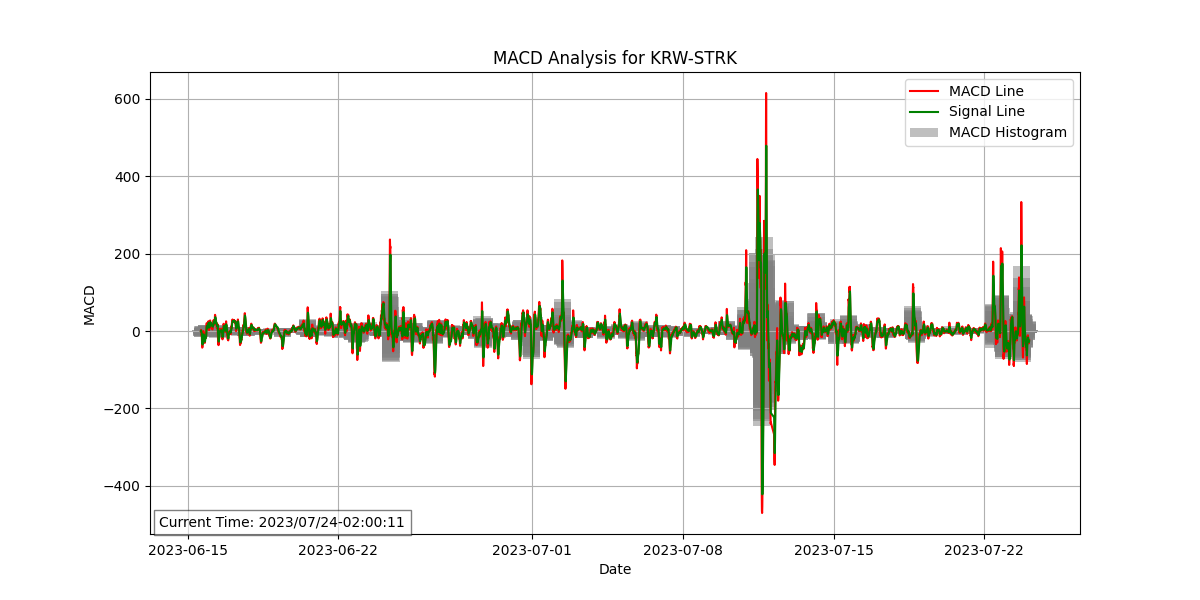 MACD Analysis for KRW-STRK
MACD Line
Signal Line
MACD Histogram
600
400
200
0
−200
−400
MACD
Current Time: 2023/07/24-02:00:11
2023-06-15
2023-06-22
2023-07-01
2023-07-08
2023-07-15
2023-07-22
Date